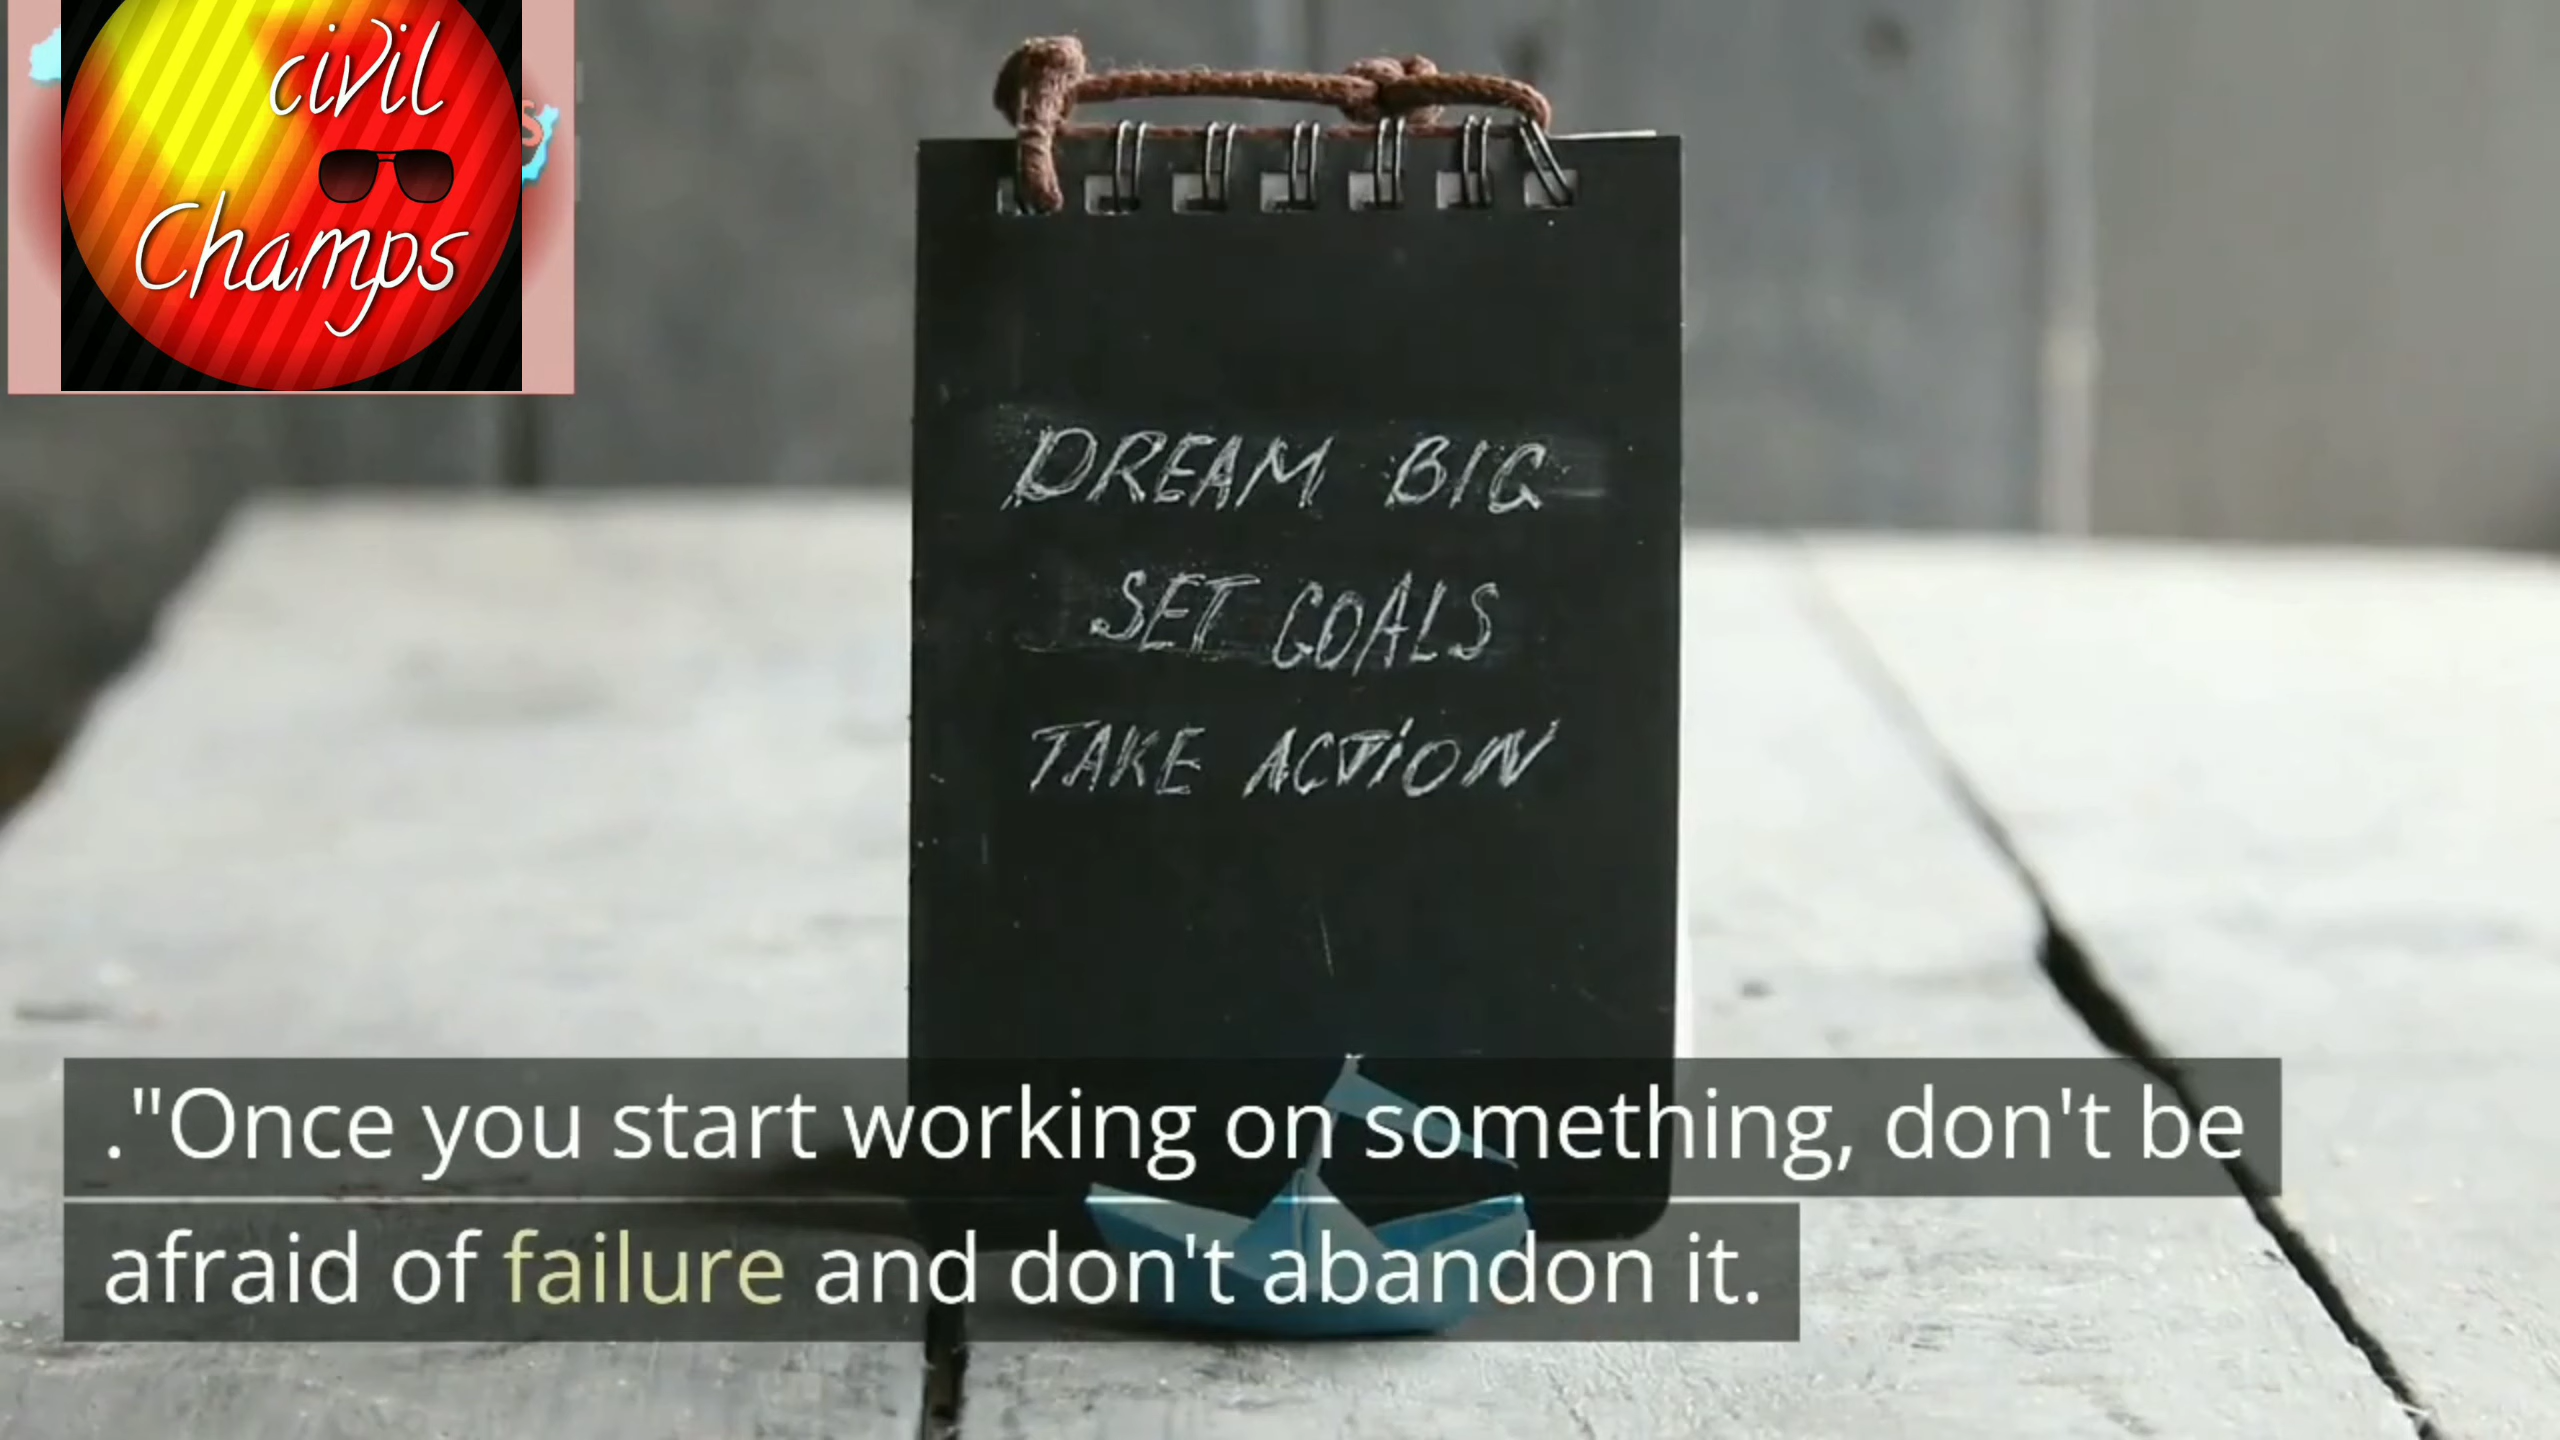 civil
Champs
DREAM BIG
SET GOALS
TAKE ACTION
."Once you start working on something, don't be
afraid of failure and don't abandon it.